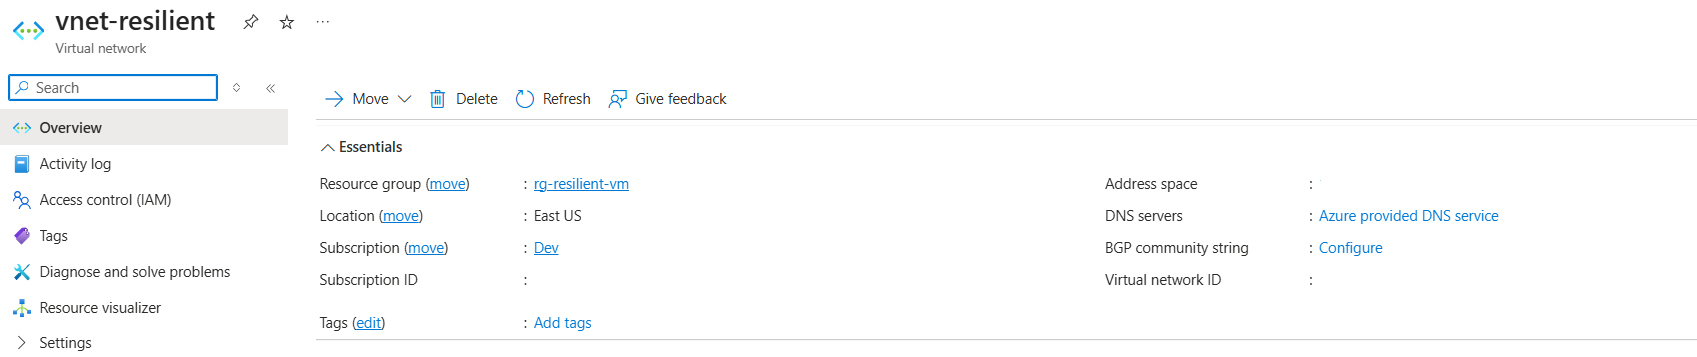 vnet-resilient
Virtual network
Search
Overview
Activity log
Access control (IAM)
Tags
Diagnose and solve problems
Resource visualizer
Settings
Move
Delete
Refresh
Give feedback
Essentials
Resource group (move) : rg-resilient-vm
Location (move) : East US
Subscription (move) : Dev
Subscription ID :
Tags (edit) : Add tags
Address space :
DNS servers : Azure provided DNS service
BGP community string : Configure
Virtual network ID :